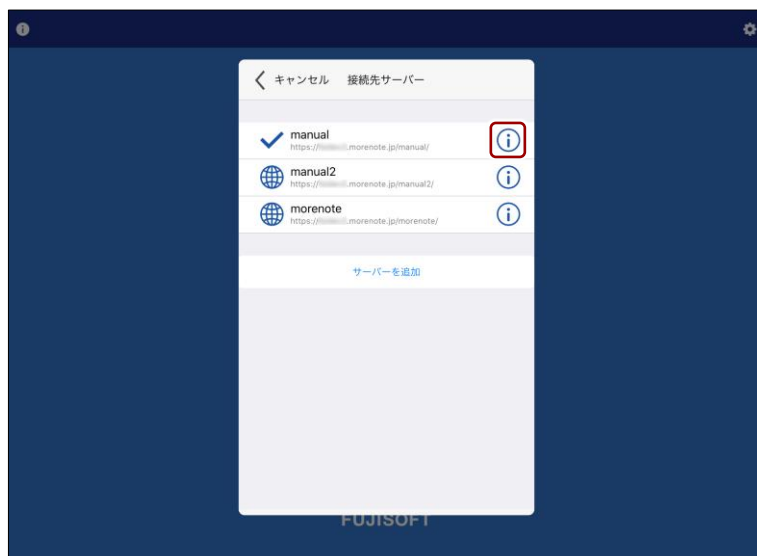 キャンセル 接続先サーバー
manual
https:// .morenote.jp/manual/
manual2
https:// .morenote.jp/manual2/
morenote
https:// .morenote.jp/morenote/
サーバーを追加
FUJISOFT